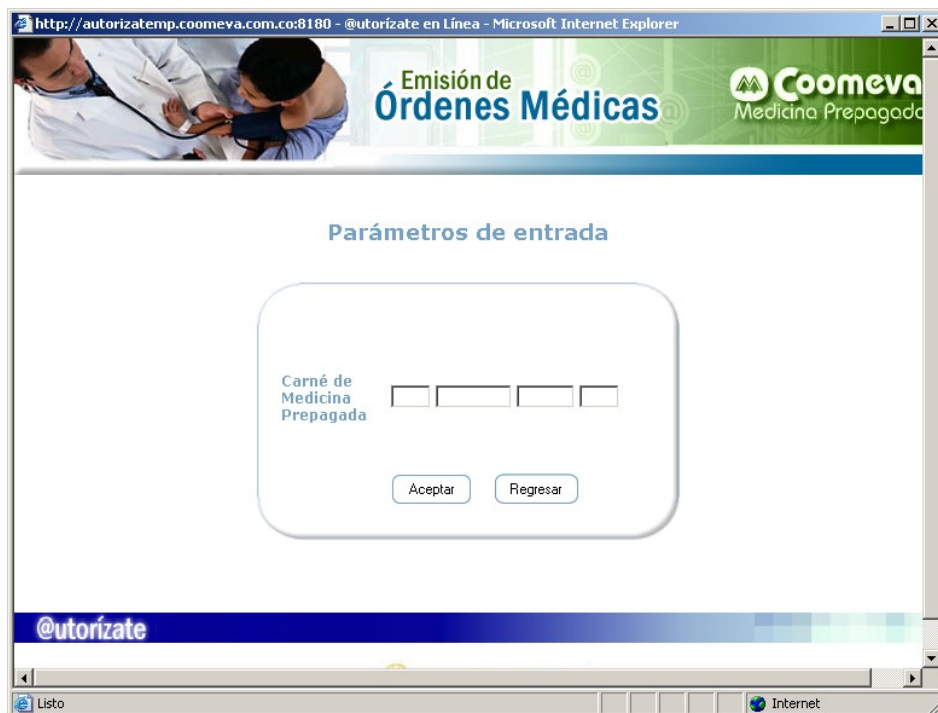 http://autorizatemp.coomeva.com.co:8180 - @utorízate en Línea - Microsoft Internet Explorer
Emisión de
Órdenes Médicas
Coomeva
Medicina Prepagada
Parámetros de entrada
Carné de
Medicina
Prepagada
Aceptar
Regresar
@utorízate
Listo
Internet